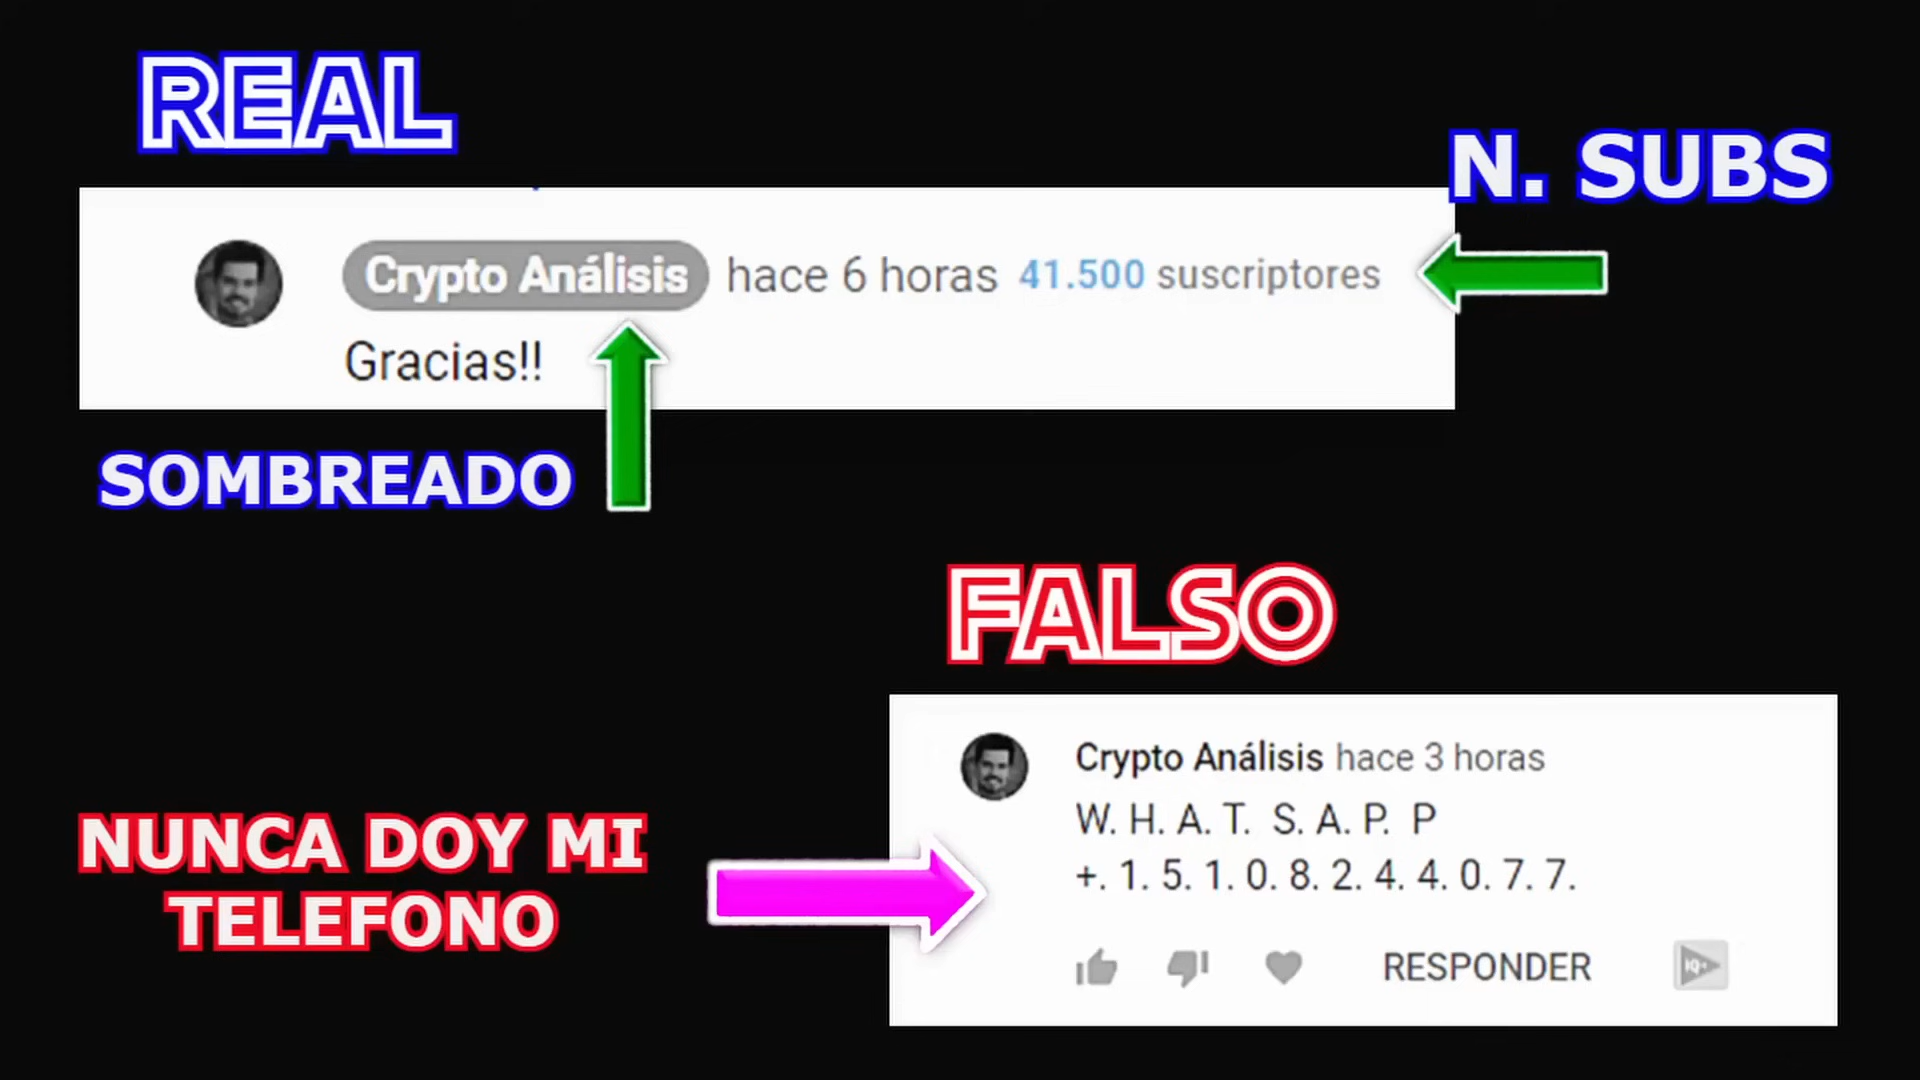 REAL
N. SUBS
Crypto Análisis hace 6 horas 41.500 suscriptores
Gracias!!
SOMBREADO
FALSO
Crypto Análisis hace 3 horas
W. H. A. T. S. A. P. P
+. 1. 5. 1. 0. 8. 2. 4. 4. 0. 7. 7.
NUNCA DOY MI
TELEFONO
RESPONDER
IQ+